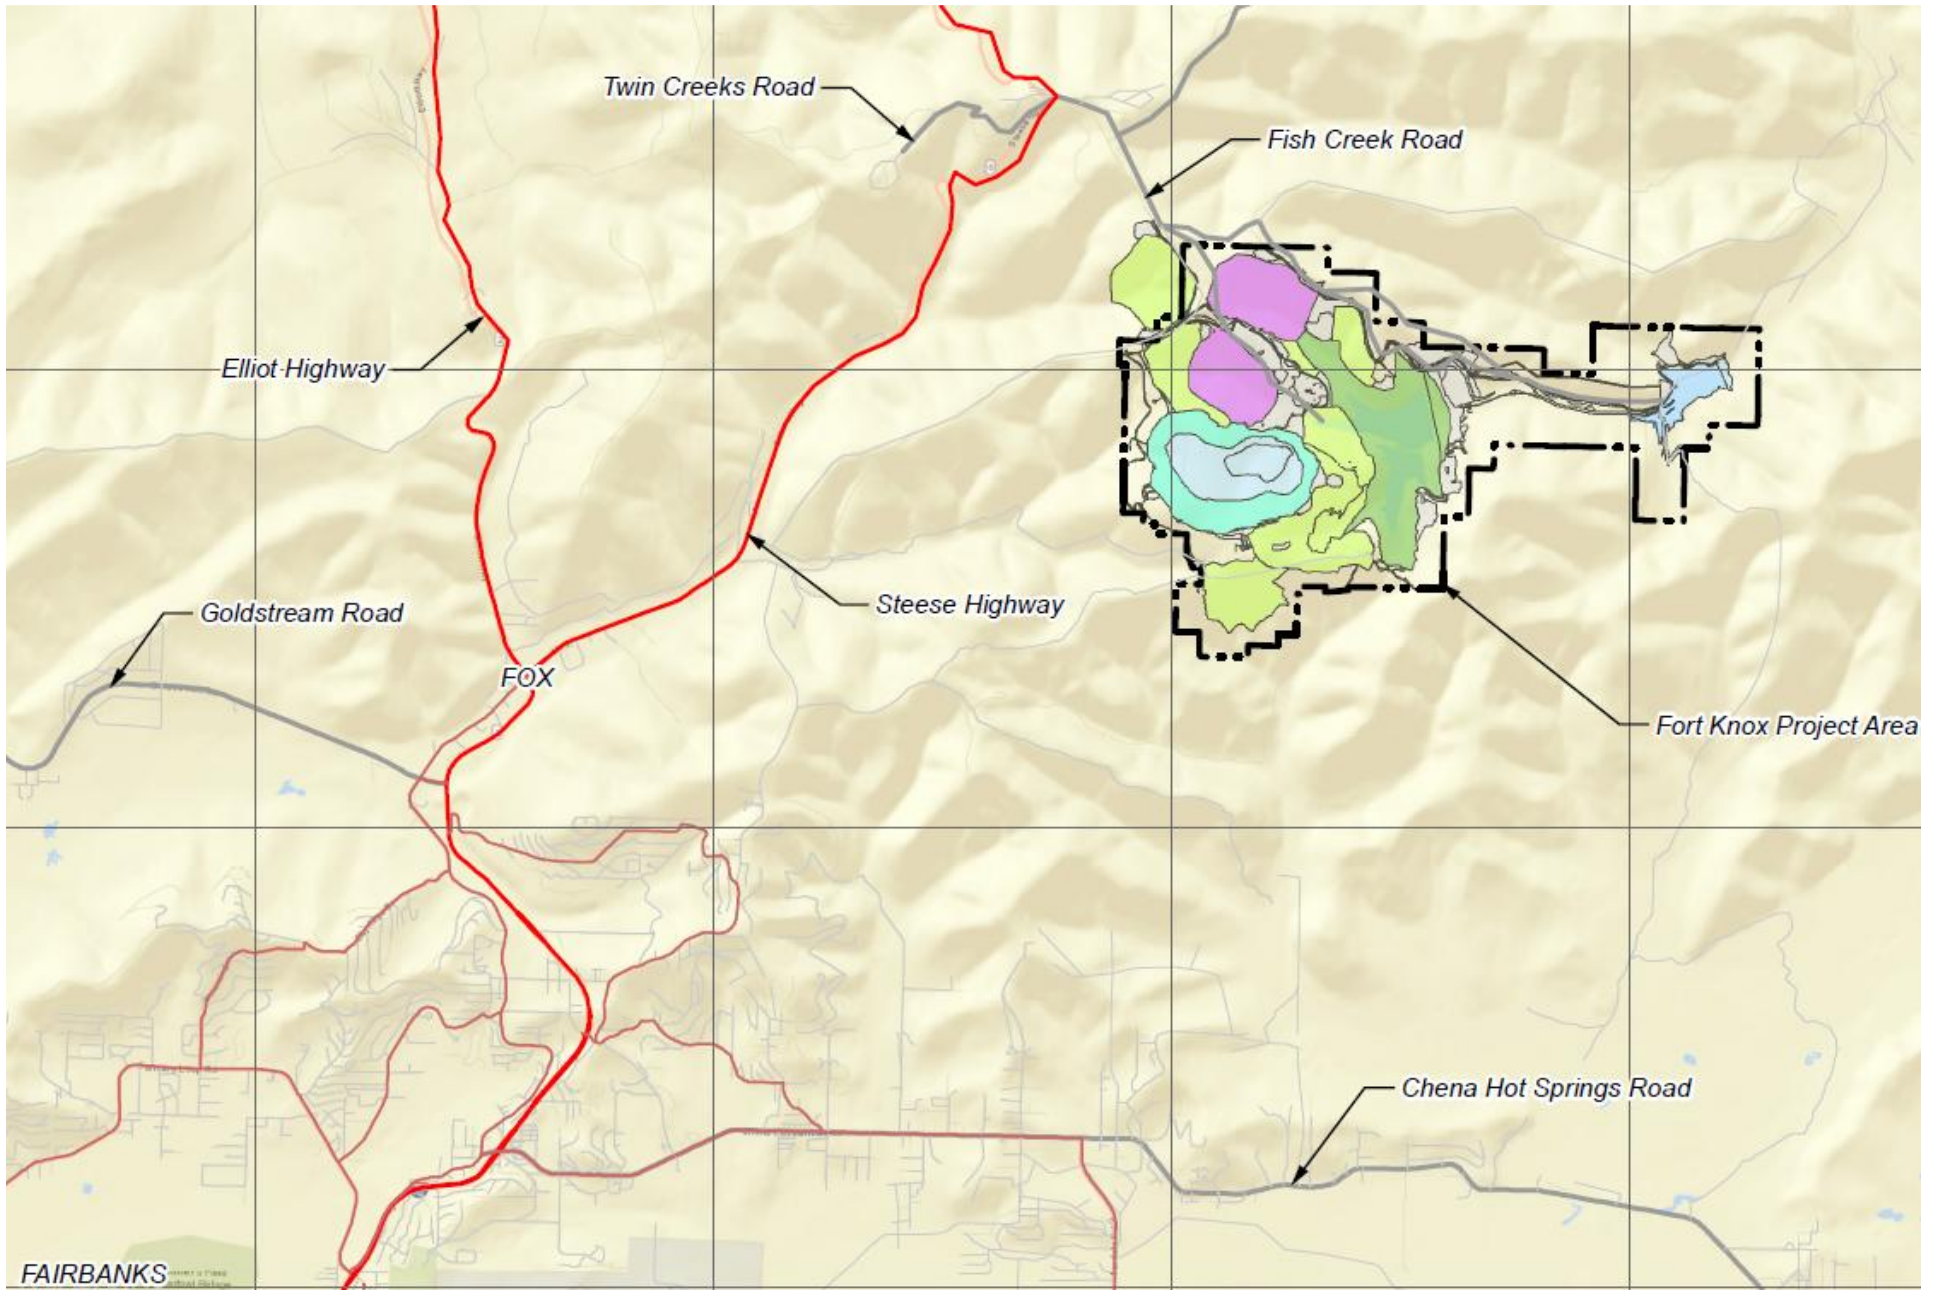 Twin Creeks Road
Fish Creek Road
Elliot Highway
Goldstream Road
Steese Highway
FOX
Fort Knox Project Area
Chena Hot Springs Road
FAIRBANKS